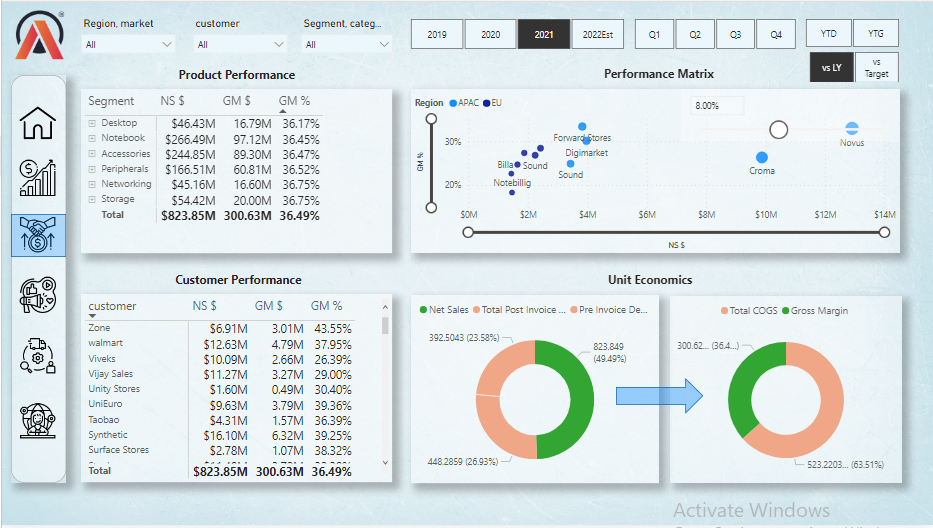 Region, market
customer
Segment, categ...
All
All
All
2019
2020
2021
2022Est
Q1
Q2
Q3
Q4
YTD
YTG
vs LY
vs Target
Product Performance
Segment NS $ GM $ GM %
Desktop $46.43M 16.79M 36.17%
Notebook $266.49M 97.12M 36.45%
Accessories $244.85M 89.30M 36.47%
Peripherals $166.51M 60.81M 36.52%
Networking $45.16M 16.60M 36.75%
Storage $54.42M 20.00M 36.75%
Total $823.85M 300.63M 36.49%
Performance Matrix
Region APAC EU
8.00%
GM %
30%
20%
Forward Stores
Digimarket
Billa
Sound
Sound
Notebillig
Croma
Novus
$0M $2M $4M $6M $8M $10M $12M $14M
NS $
Customer Performance
customer NS $ GM $ GM %
Zone $6.91M 3.01M 43.55%
walmart $12.63M 4.79M 37.95%
Viveks $10.09M 2.66M 26.39%
Vijay Sales $11.27M 3.27M 29.00%
Unity Stores $1.60M 0.49M 30.40%
UniEuro $9.63M 3.79M 39.36%
Taobao $4.31M 1.57M 36.39%
Synthetic $16.10M 6.32M 39.25%
Surface Stores $2.78M 1.07M 38.32%
Total $823.85M 300.63M 36.49%
Unit Economics
Net Sales Total Post Invoice ... Pre Invoice De...
392.5043 (23.58%)
823.849
(49.49%)
448.2859 (26.93%)
Total COGS Gross Margin
300.62... (36.4...)
523.2203... (63.51%)
Activate Windows